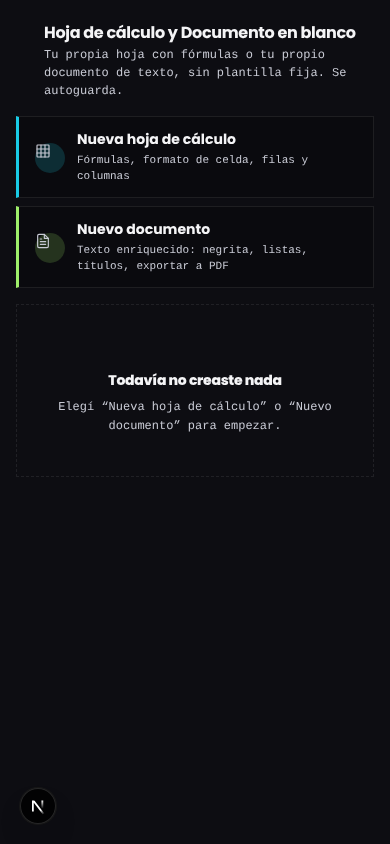 Hoja de cálculo y Documento en blanco
Tu propia hoja con fórmulas o tu propio
documento de texto, sin plantilla fija. Se
autoguarda.
Nueva hoja de cálculo
Fórmulas, formato de celda, filas y
columnas
Nuevo documento
Texto enriquecido: negrita, listas,
títulos, exportar a PDF
Todavía no creaste nada
Elegí “Nueva hoja de cálculo” o “Nuevo
documento” para empezar.
N